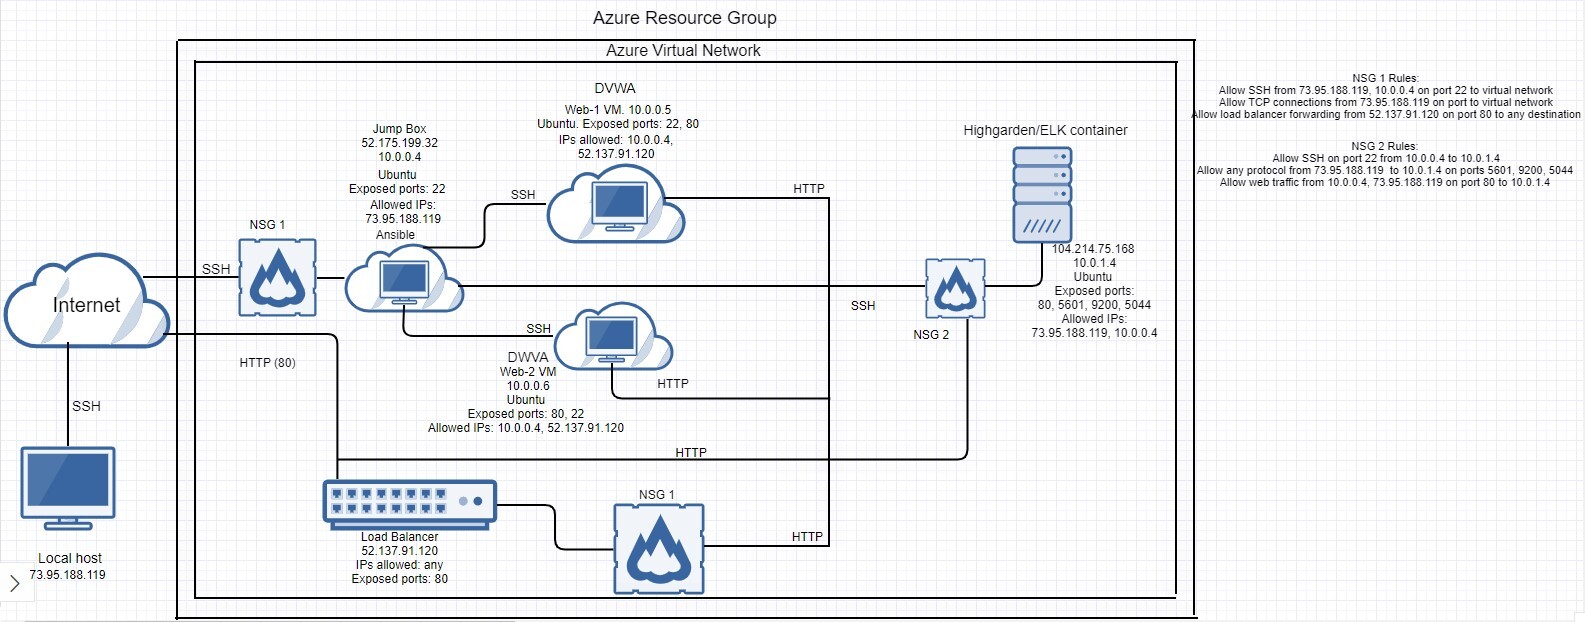 Azure Resource Group
Azure Virtual Network
DVWA
Web-1 VM. 10.0.0.5
Ubuntu. Exposed ports: 22, 80
IPs allowed: 10.0.0.4,
52.137.91.120
Jump Box
52.175.199.32
10.0.0.4
Ubuntu
Exposed ports: 22
Allowed IPs:
73.95.188.119
Ansible
NSG 1
SSH
SSH
HTTP
Internet
HTTP (80)
SSH
Local host
73.95.188.119
SSH
DWVA
Web-2 VM
10.0.0.6
Ubuntu
Exposed ports: 80, 22
Allowed IPs: 10.0.0.4, 52.137.91.120
HTTP
SSH
HTTP
Load Balancer
52.137.91.120
IPs allowed: any
Exposed ports: 80
NSG 1
HTTP
Highgarden/ELK container
104.214.75.168
10.0.1.4
Ubuntu
Exposed ports:
80, 5601, 9200, 5044
Allowed IPs:
73.95.188.119, 10.0.0.4
NSG 2
NSG 1 Rules:
Allow SSH from 73.95.188.119, 10.0.0.4 on port 22 to virtual network
Allow TCP connections from 73.95.188.119 on port to virtual network
Allow load balancer forwarding from 52.137.91.120 on port 80 to any destination
NSG 2 Rules:
Allow SSH on port 22 from 10.0.0.4 to 10.0.1.4
Allow any protocol from 73.95.188.119 to 10.0.1.4 on ports 5601, 9200, 5044
Allow web traffic from 10.0.0.4, 73.95.188.119 on port 80 to 10.0.1.4